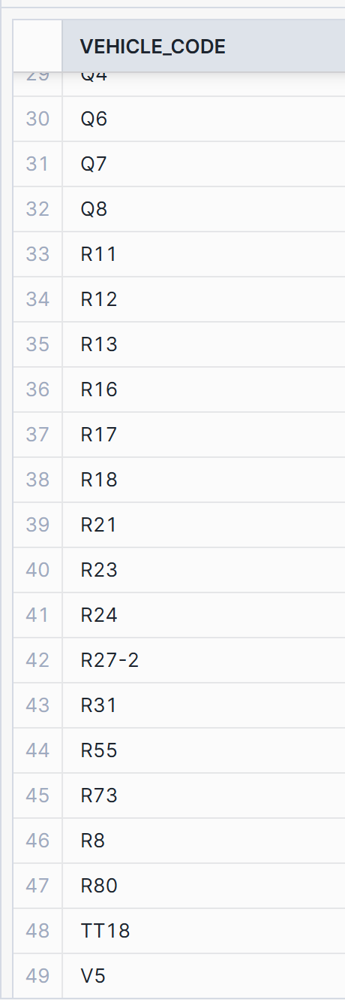 VEHICLE_CODE
29 Q4
30 Q6
31 Q7
32 Q8
33 R11
34 R12
35 R13
36 R16
37 R17
38 R18
39 R21
40 R23
41 R24
42 R27-2
43 R31
44 R55
45 R73
46 R8
47 R80
48 TT18
49 V5